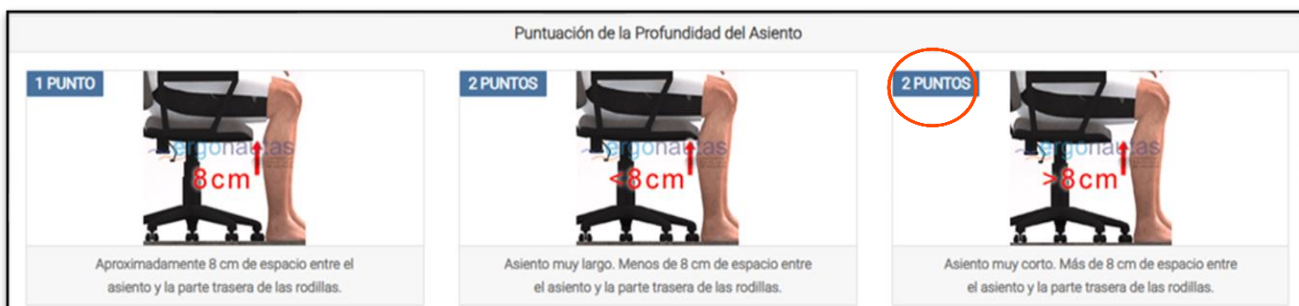 Puntuación de la Profundidad del Asiento
1 PUNTO
ergonautas
8cm
Aproximadamente 8 cm de espacio entre el
asiento y la parte trasera de las rodillas.
2 PUNTOS
ergonautas
<8cm
Asiento muy largo. Menos de 8 cm de espacio entre
el asiento y la parte trasera de las rodillas.
2 PUNTOS
ergonautas
>8cm
Asiento muy corto. Más de 8 cm de espacio entre
el asiento y la parte trasera de las rodillas.